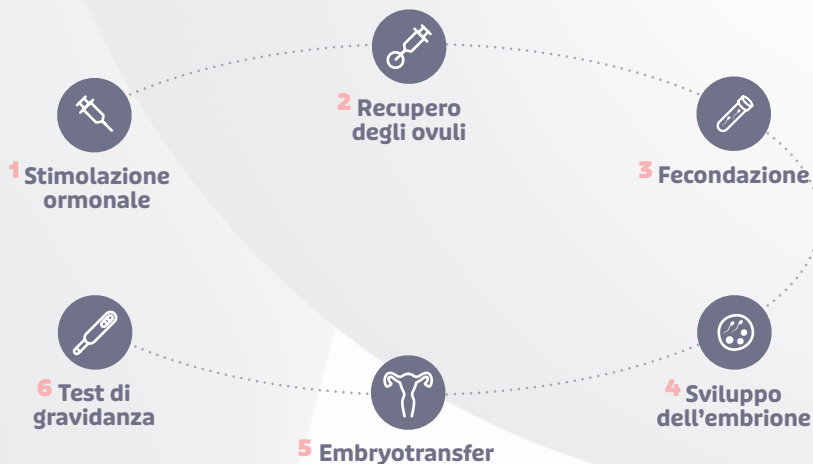 1 Stimolazione
ormonale
2 Recupero
degli ovuli
3 Fecondazione
4 Sviluppo
dell'embrione
5 Embryotransfer
6 Test di
gravidanza